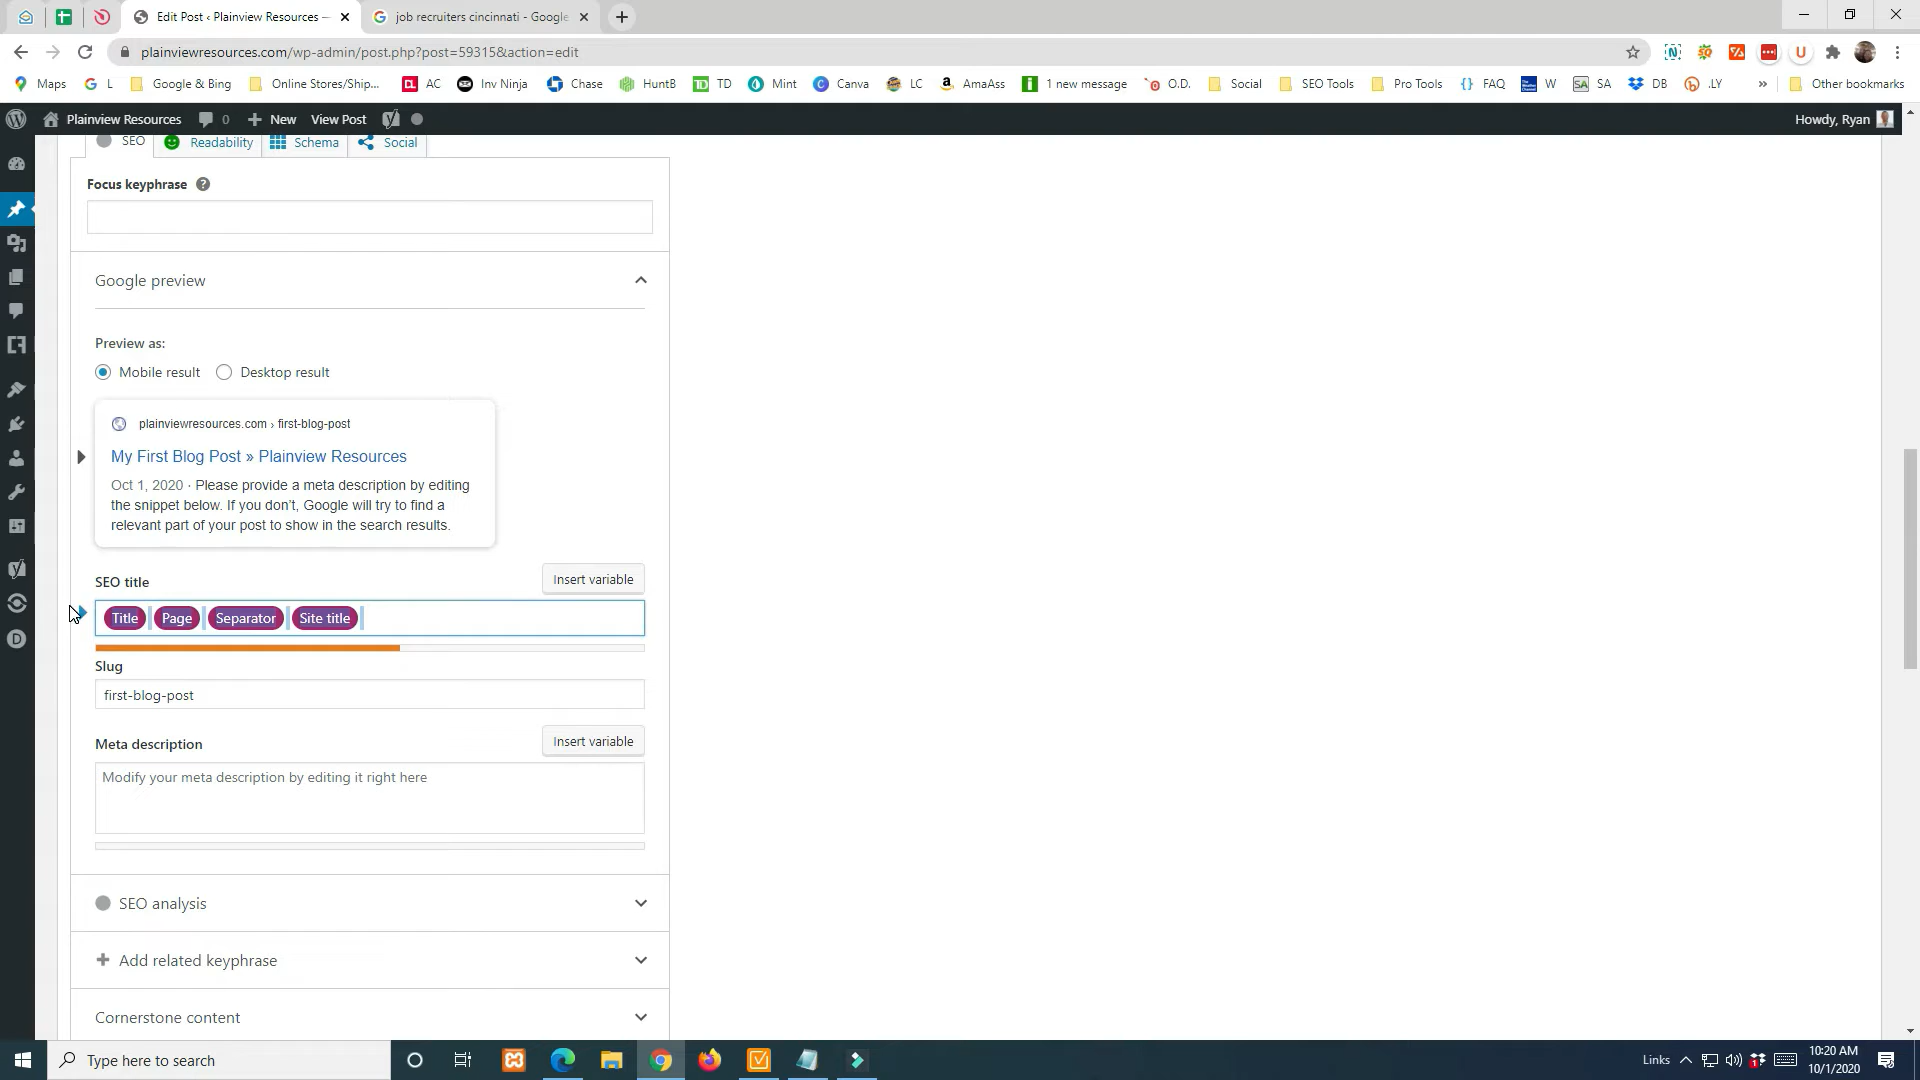 Edit Post ‹ Plainview Resources —
job recruiters cincinnati - Google
plainviewresources.com/wp-admin/post.php?post=59315&action=edit
Maps
L
Google & Bing
Online Stores/Ship...
AC
Inv Ninja
Chase
HuntB
TD
Mint
Canva
LC
AmaAss
1 new message
O.D.
Social
SEO Tools
Pro Tools
FAQ
W
SA
DB
.LY
»
Other bookmarks
Plainview Resources
0
New
View Post
Howdy, Ryan
SEO
Readability
Schema
Social
Focus keyphrase
Google preview
Preview as:
Mobile result
Desktop result
plainviewresources.com › first-blog-post
My First Blog Post » Plainview Resources
Oct 1, 2020 · Please provide a meta description by editing
the snippet below. If you don’t, Google will try to find a
relevant part of your post to show in the search results.
SEO title
Insert variable
Title
Page
Separator
Site title
Slug
first-blog-post
Meta description
Insert variable
Modify your meta description by editing it right here
SEO analysis
Add related keyphrase
Cornerstone content
Type here to search
Links
10:20 AM
10/1/2020